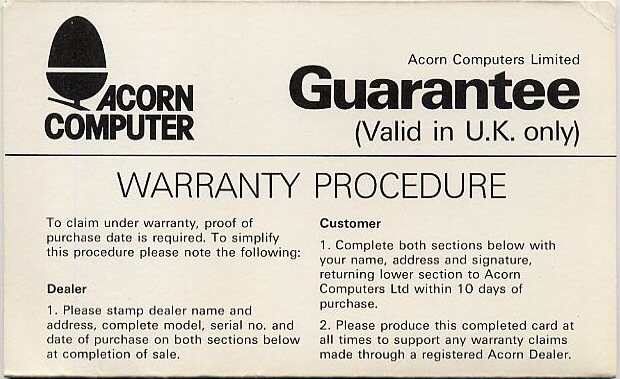 ACORN
COMPUTER
Acorn Computers Limited
Guarantee
(Valid in U.K. only)
WARRANTY PROCEDURE
To claim under warranty, proof of
purchase date is required. To simplify
this procedure please note the following:
Dealer
1. Please stamp dealer name and
address, complete model, serial no. and
date of purchase on both sections below
at completion of sale.
Customer
1. Complete both sections below with
your name, address and signature,
returning lower section to Acorn
Computers Ltd within 10 days of
purchase.
2. Please produce this completed card at
all times to support any warranty claims
made through a registered Acorn Dealer.